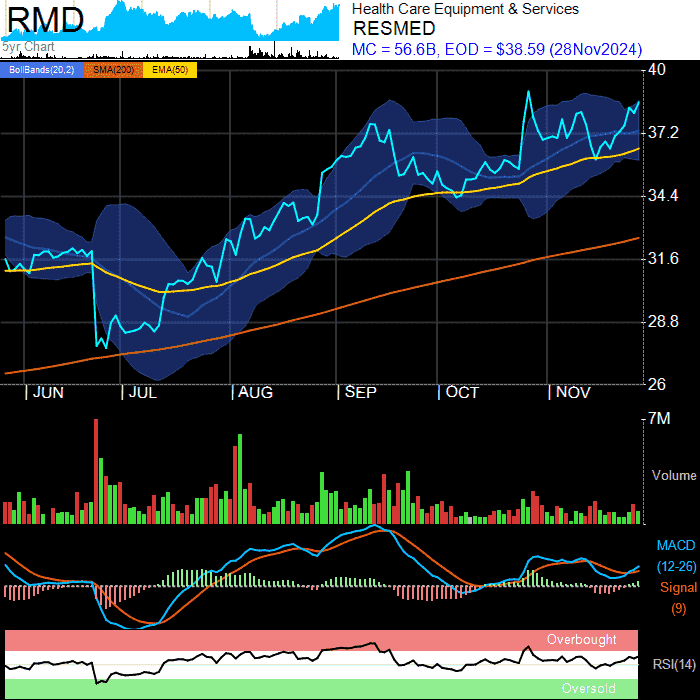 RMD
5yr Chart
Health Care Equipment & Services
RESMED
MC = 56.6B, EOD = $38.59 (28Nov2024)
BollBands(20,2) SMA(200) EMA(50)
40
37.2
34.4
31.6
28.8
26
JUN JUL AUG SEP OCT NOV
7M
Volume
MACD
(12-26)
Signal
(9)
Overbought
RSI(14)
Oversold